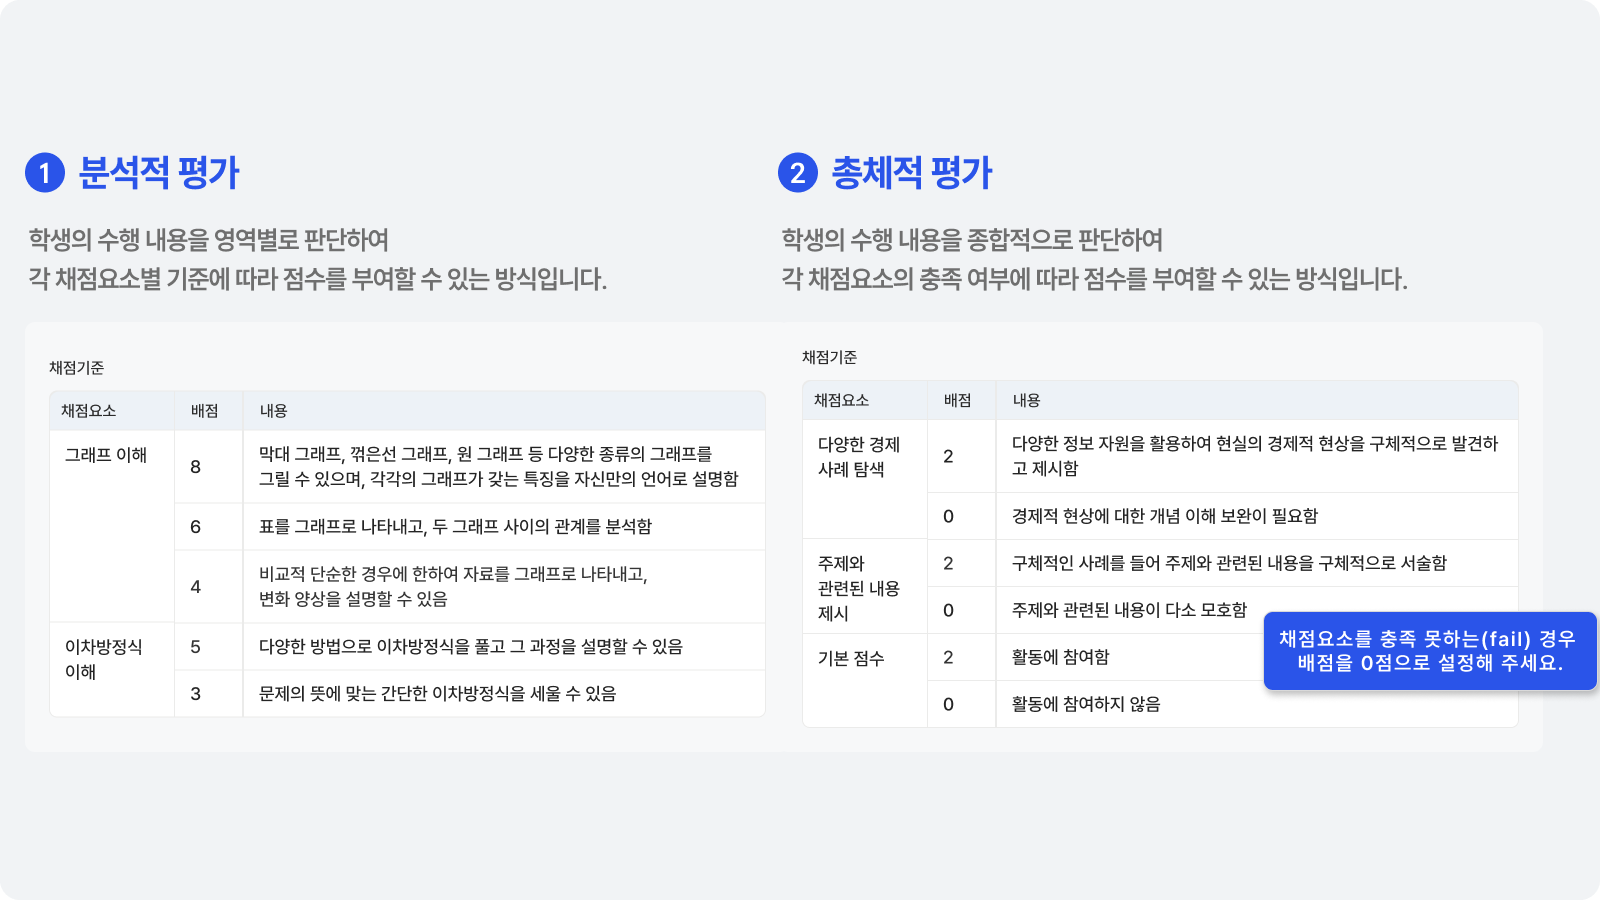 1 분석적 평가
학생의 수행 내용을 영역별로 판단하여
각 채점요소별 기준에 따라 점수를 부여할 수 있는 방식입니다.
채점기준
채점요소 배점 내용
그래프 이해
8
막대 그래프, 꺾은선 그래프, 원 그래프 등 다양한 종류의 그래프를
그릴 수 있으며, 각각의 그래프가 갖는 특징을 자신만의 언어로 설명함
6 표를 그래프로 나타내고, 두 그래프 사이의 관계를 분석함
4
비교적 단순한 경우에 한하여 자료를 그래프로 나타내고,
변화 양상을 설명할 수 있음
이차방정식
이해
5 다양한 방법으로 이차방정식을 풀고 그 과정을 설명할 수 있음
3 문제의 뜻에 맞는 간단한 이차방정식을 세울 수 있음
2 총체적 평가
학생의 수행 내용을 종합적으로 판단하여
각 채점요소의 충족 여부에 따라 점수를 부여할 수 있는 방식입니다.
채점기준
채점요소 배점 내용
다양한 경제
사례 탐색
2
다양한 정보 자원을 활용하여 현실의 경제적 현상을 구체적으로 발견하
고 제시함
0 경제적 현상에 대한 개념 이해 보완이 필요함
주제와
관련된 내용
제시
2 구체적인 사례를 들어 주제와 관련된 내용을 구체적으로 서술함
0 주제와 관련된 내용이 다소 모호함
기본 점수
2 활동에 참여함
0 활동에 참여하지 않음
채점요소를 충족 못하는(fail) 경우
배점을 0점으로 설정해 주세요.